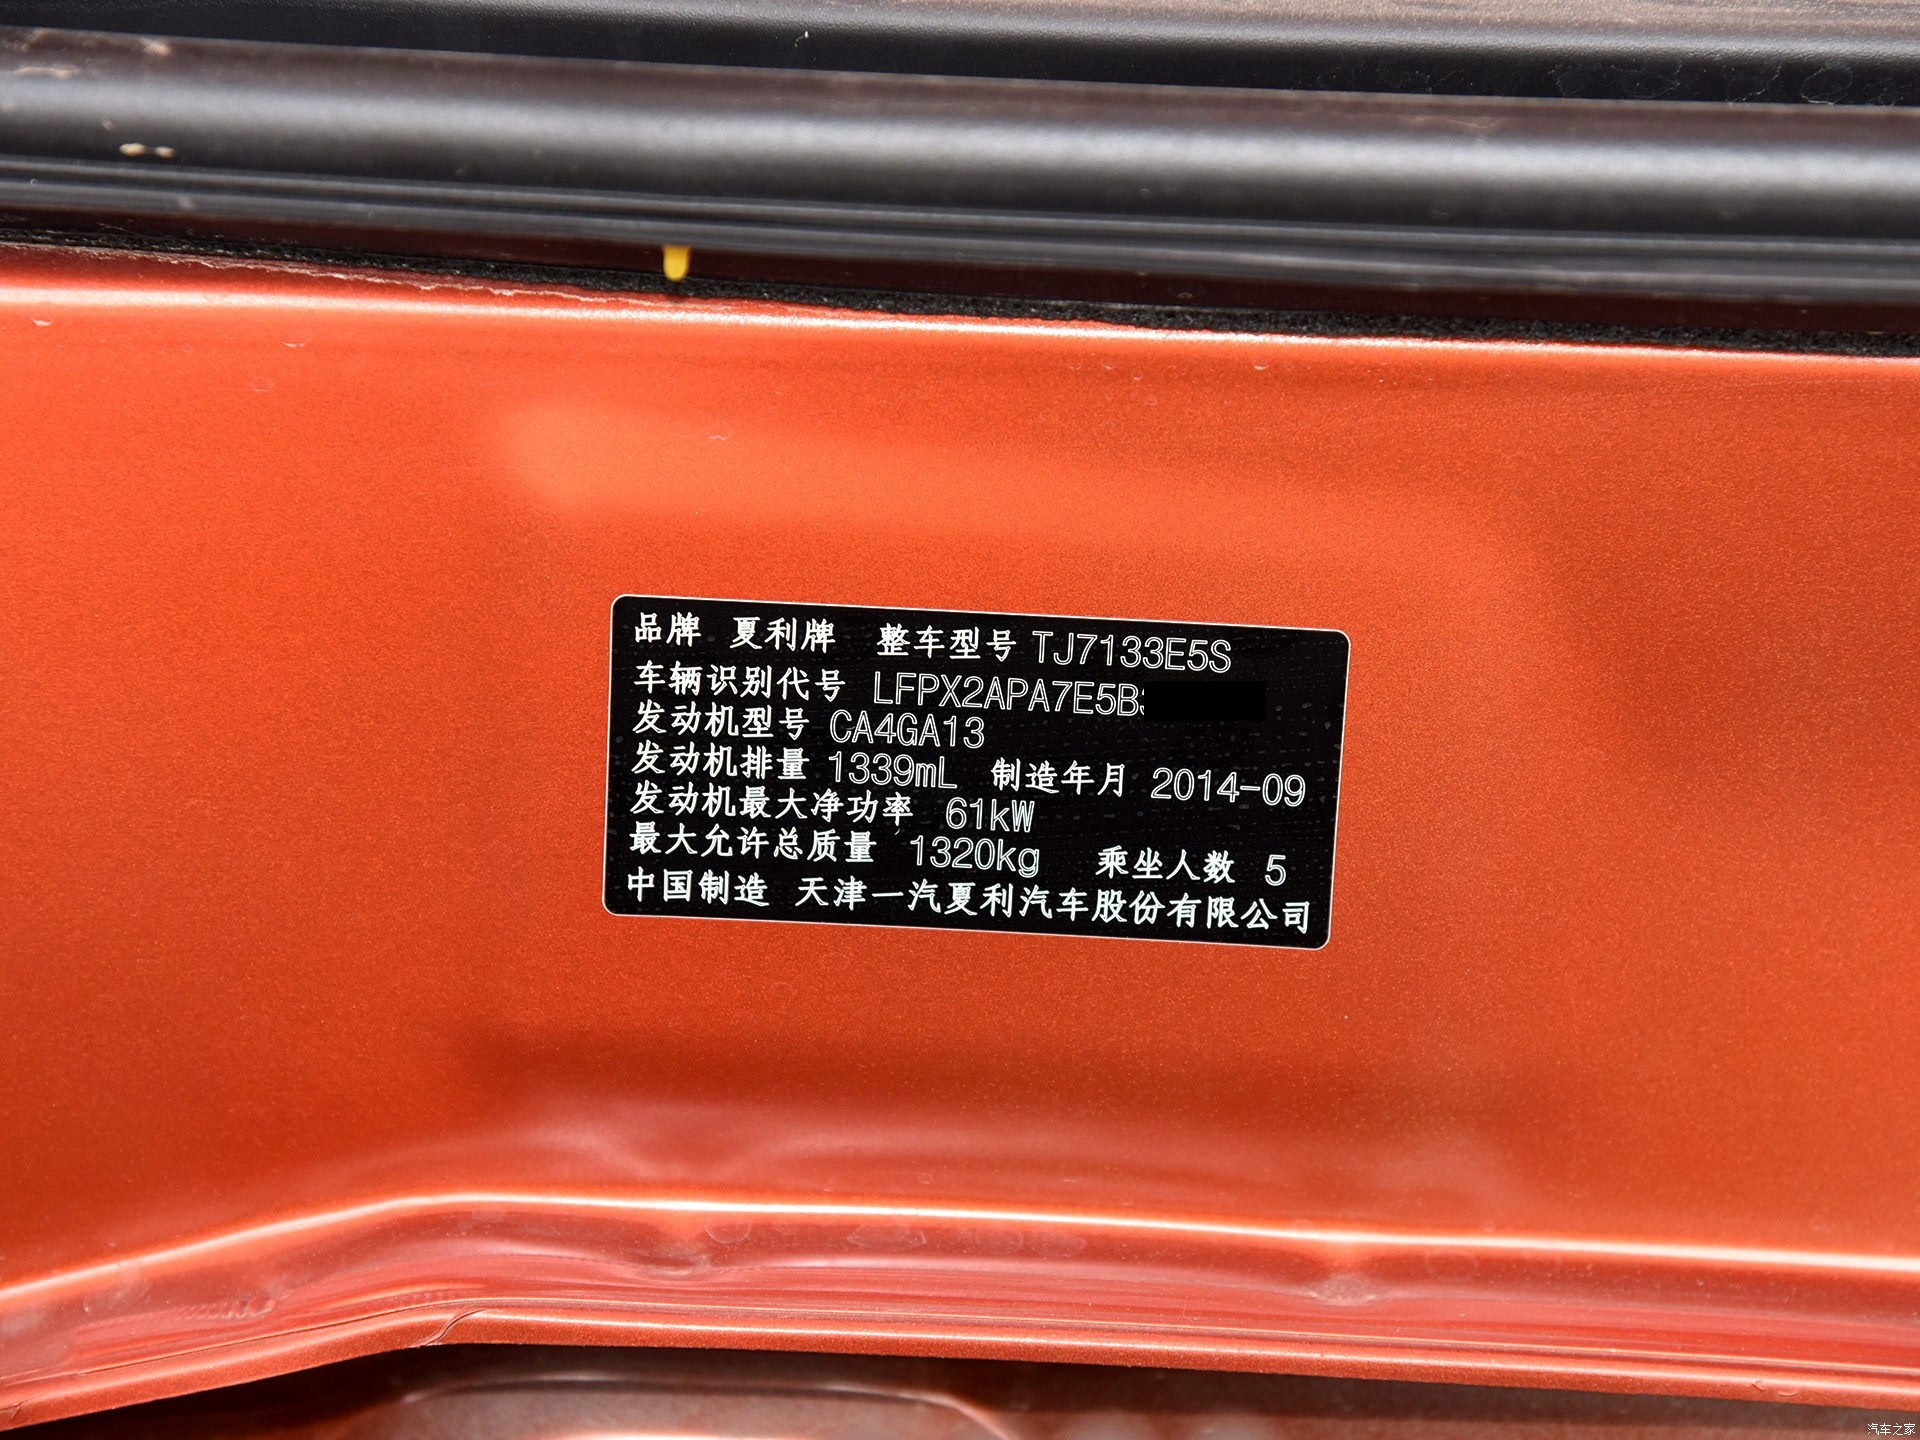 品牌 夏利牌 整车型号 TJ7133E5S
车辆识别代号 LFPX2APA7E5B
发动机型号 CA4GA13
发动机排量 1339mL 制造年月 2014-09
发动机最大净功率 61kW
最大允许总质量 1320kg 乘坐人数 5
中国制造 天津一汽夏利汽车股份有限公司
汽车之家